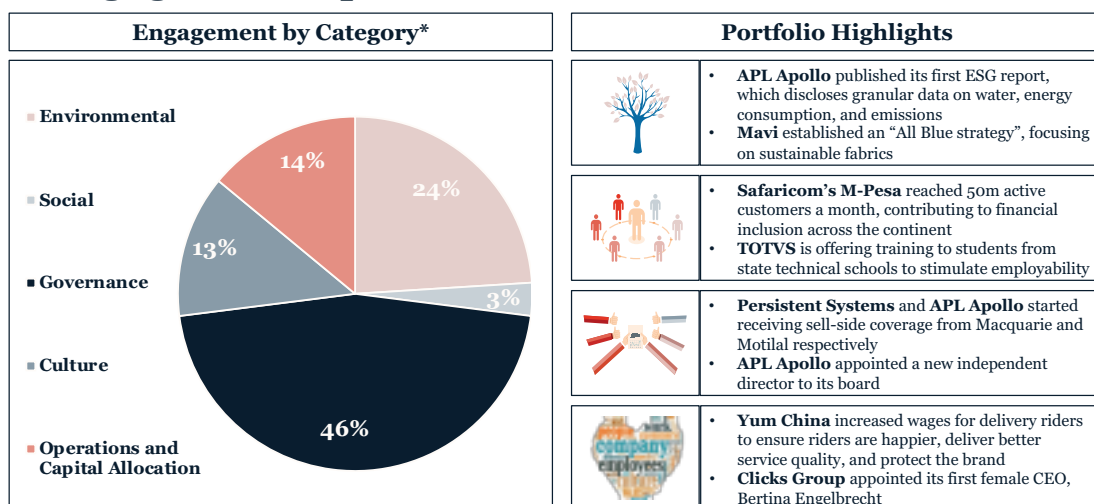 Engagement by Category*
Environmental
Social
Governance
Culture
Operations and
Capital Allocation
24%
3%
46%
13%
14%
Portfolio Highlights
• APL Apollo published its first ESG report,
which discloses granular data on water, energy
consumption, and emissions
• Mavi established an “All Blue strategy”, focusing
on sustainable fabrics
• Safaricom’s M-Pesa reached 50m active
customers a month, contributing to financial
inclusion across the continent
• TOTVS is offering training to students from
state technical schools to stimulate employability
• Persistent Systems and APL Apollo started
receiving sell-side coverage from Macquarie and
Motilal respectively
• APL Apollo appointed a new independent
director to its board
work
company
employees
• Yum China increased wages for delivery riders
to ensure riders are happier, deliver better
service quality, and protect the brand
• Clicks Group appointed its first female CEO,
Bertina Engelbrecht